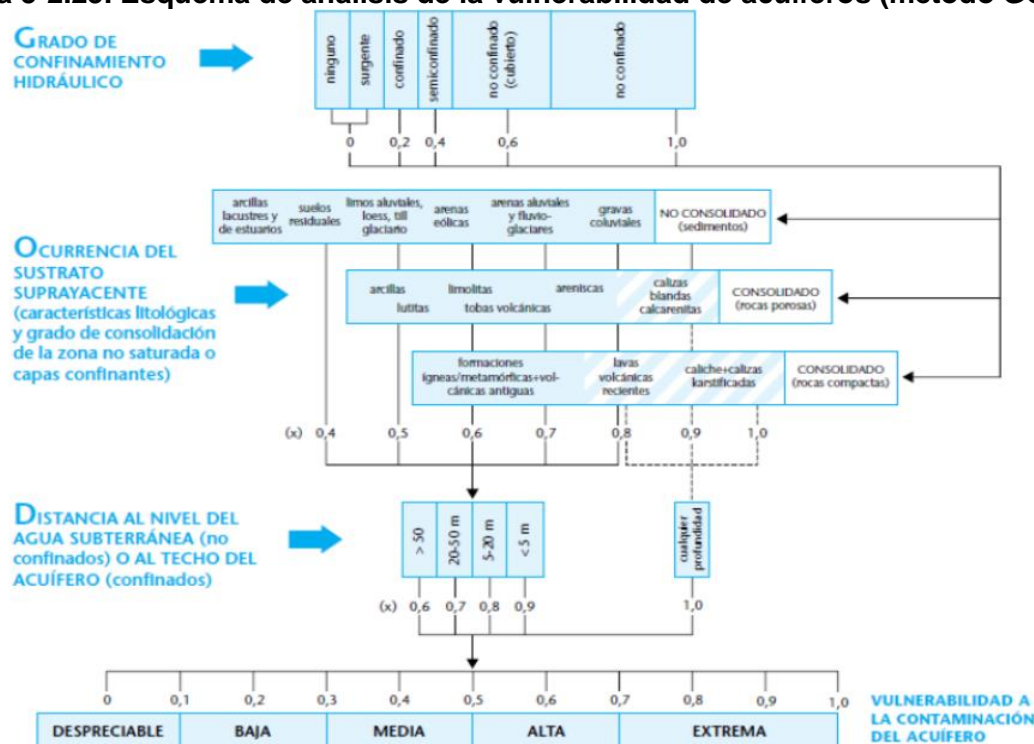 GRADO DE
CONFINAMIENTO
HIDRÁULICO
ninguno
surgente
confinado
semiconfinado
no confinado
(cubierto)
no confinado
0 0,2 0,4 0,6 1,0
OCURRENCIA DEL
SUSTRATO
SUPRAYACENTE
(características litológicas
y grado de consolidación
de la zona no saturada o
capas confinantes)
arcillas
lacustres y
de estuarios
suelos
residuales
limos aluviales,
loess, till
glaciario
arenas
eólicas
arenas aluviales
y fluvio-
glaciares
gravas
coluviales
NO CONSOLIDADO
(sedimentos)
arcillas
lutitas
limolitas
tobas volcánicas
areniscas
calizas
blandas
calcarenitas
CONSOLIDADO
(rocas porosas)
formaciones
ígneas/metamórficas+vol-
cánicas antiguas
lavas
volcánicas
recientes
caliche+calizas
karstificadas
CONSOLIDADO
(rocas compactas)
(x) 0,4 0,5 0,6 0,7 0,8 0,9 1,0
DISTANCIA AL NIVEL DEL
AGUA SUBTERRÁNEA (no
confinados) O AL TECHO DEL
ACUÍFERO (confinados)
> 50
20-50 m
5-20 m
< 5 m
cualquier
profundidad
(x) 0,6 0,7 0,8 0,9 1,0
0 0,1 0,2 0,3 0,4 0,5 0,6 0,7 0,8 0,9 1,0
DESPRECIABLE BAJA MEDIA ALTA EXTREMA
VULNERABILIDAD A
LA CONTAMINACIÓN
DEL ACUÍFERO